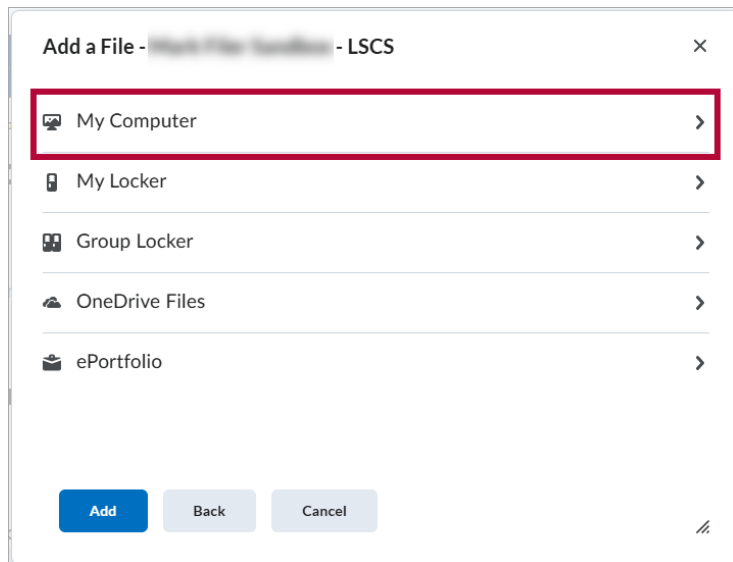 Add a File - - LSCS
My Computer
My Locker
Group Locker
OneDrive Files
ePortfolio
Add Back Cancel